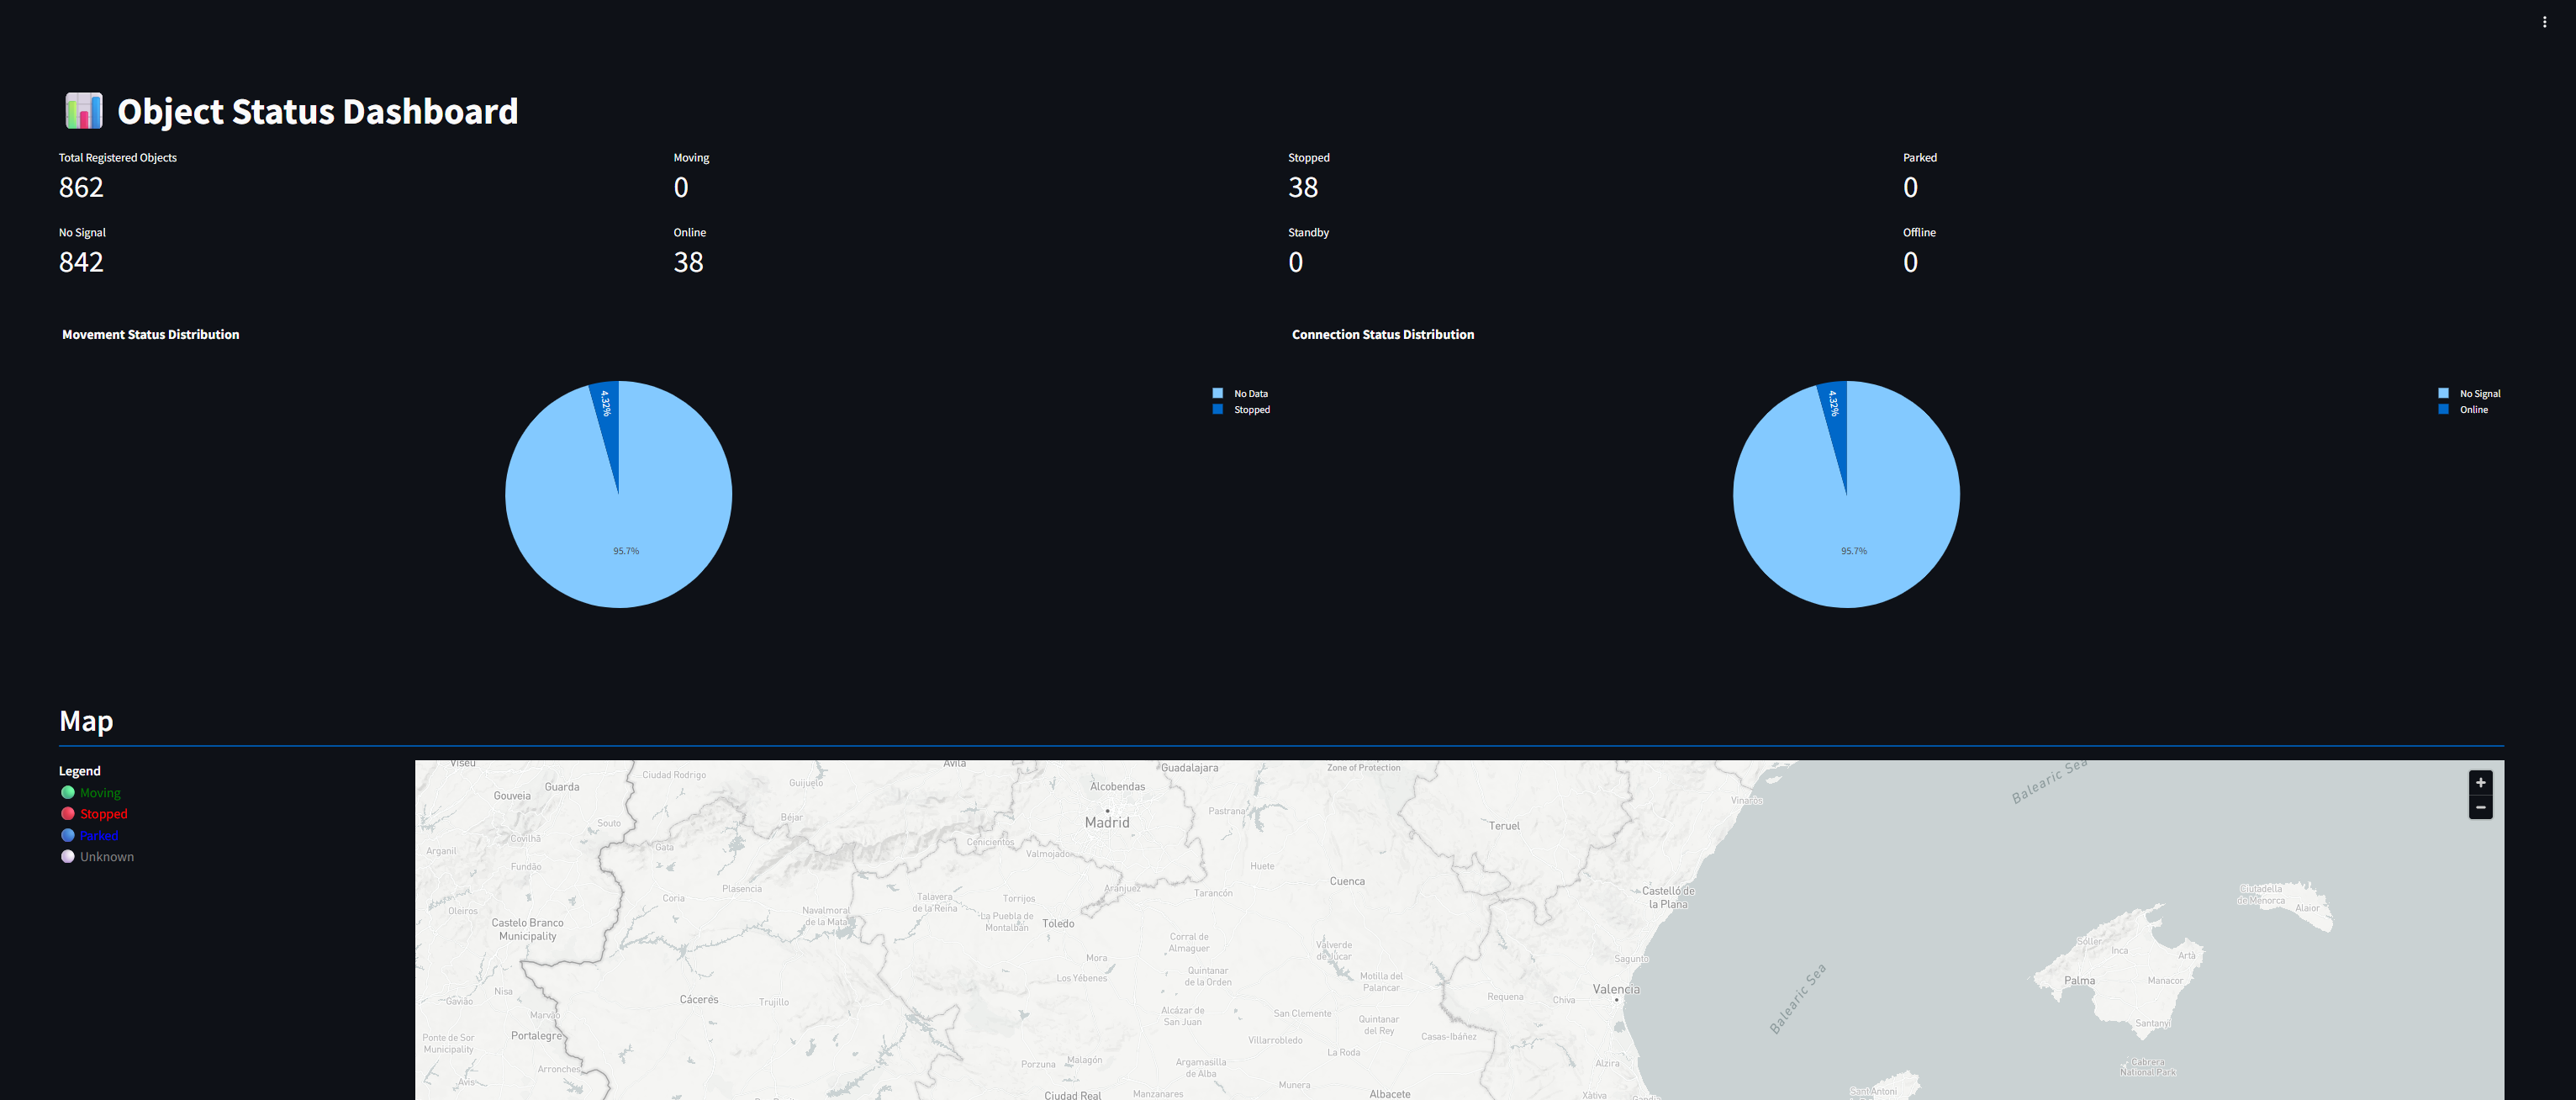 Object Status Dashboard
Total Registered Objects
862
Moving
0
Stopped
38
Parked
0
No Signal
842
Online
38
Standby
0
Offline
0
Movement Status Distribution
4.32%
95.7%
No Data
Stopped
Connection Status Distribution
4.32%
95.7%
No Signal
Online
Map
Legend
Moving
Stopped
Parked
Unknown
Viseu
Ciudad Rodrigo
Guijuelo
Ávila
Guadalajara
Zone of Protection
Balearic Sea
+
−
Gouveia
Guarda
Alcobendas
Madrid
Pastrana
Vinaròs
Souto
Béjar
Teruel
Arganil
Covilhã
Gata
Cenicientos
Valmojado
Fundão
Huete
Plasencia
Aranjuez
Tarancón
Cuenca
Castelló de
la Plana
Ciutadella
de Menorca
Alaior
Coria
Talavera
de la Reina
Torrijos
Oleiros
Navalmoral
de la Mata
La Puebla de
Montalbán
Toledo
Castelo Branco
Municipality
Corral de
Almaguer
Valverde
de Júcar
Sóller
Inca
Artà
Mora
Sagunto
Los Yébenes
Quintanar
de la Orden
Motilla del
Palancar
Palma
Manacor
Nisa
Gavião
Cáceres
Trujillo
Requena
Chiva
Valencia
Balearic Sea
Marvão
Alcázar de
San Juan
San Clemente
Quintanar
del Rey
Santanyí
Ponte de Sor
Municipality
Portalegre
Villarrobledo
Casas-Ibáñez
La Roda
Arronches
Porzuna
Malagón
Argamasilla
de Alba
Alzira
Cabrera
National Park
Avis
Munera
Ciudad Real
Manzanares
Albacete
Xàtiva
Sant Antoni